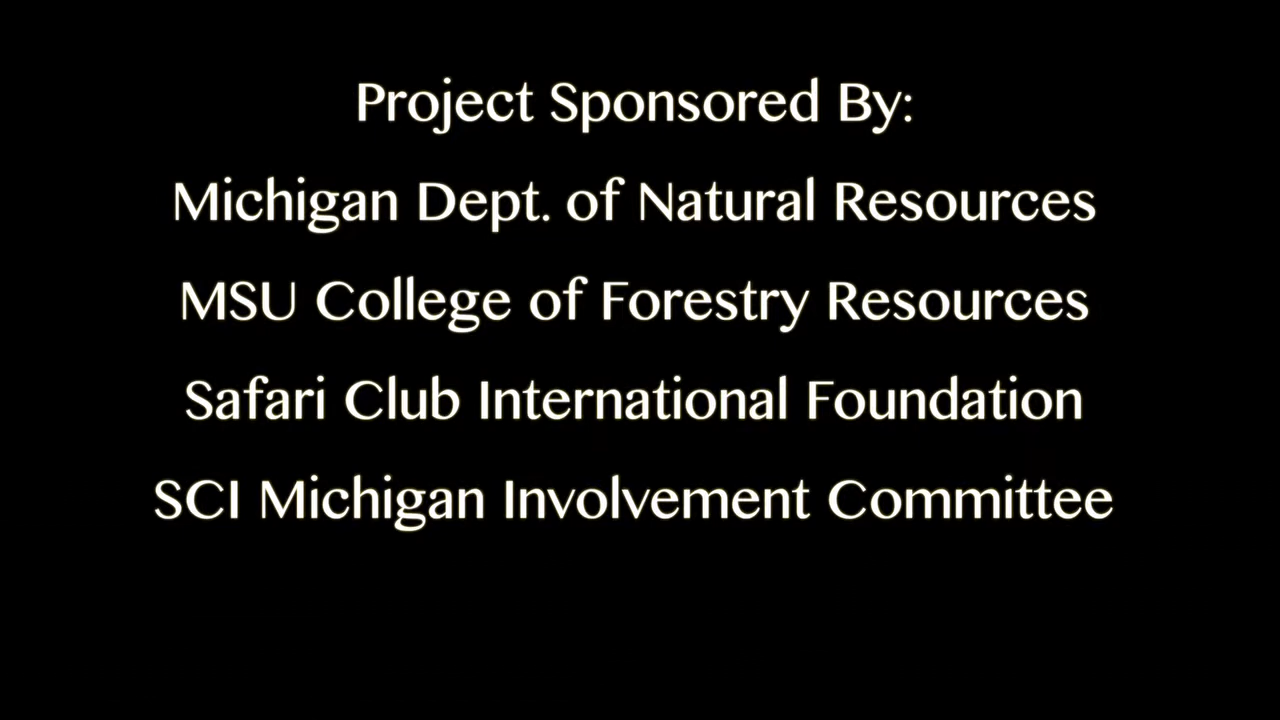 Project Sponsored By:
Michigan Dept. of Natural Resources
MSU College of Forestry Resources
Safari Club International Foundation
SCI Michigan Involvement Committee